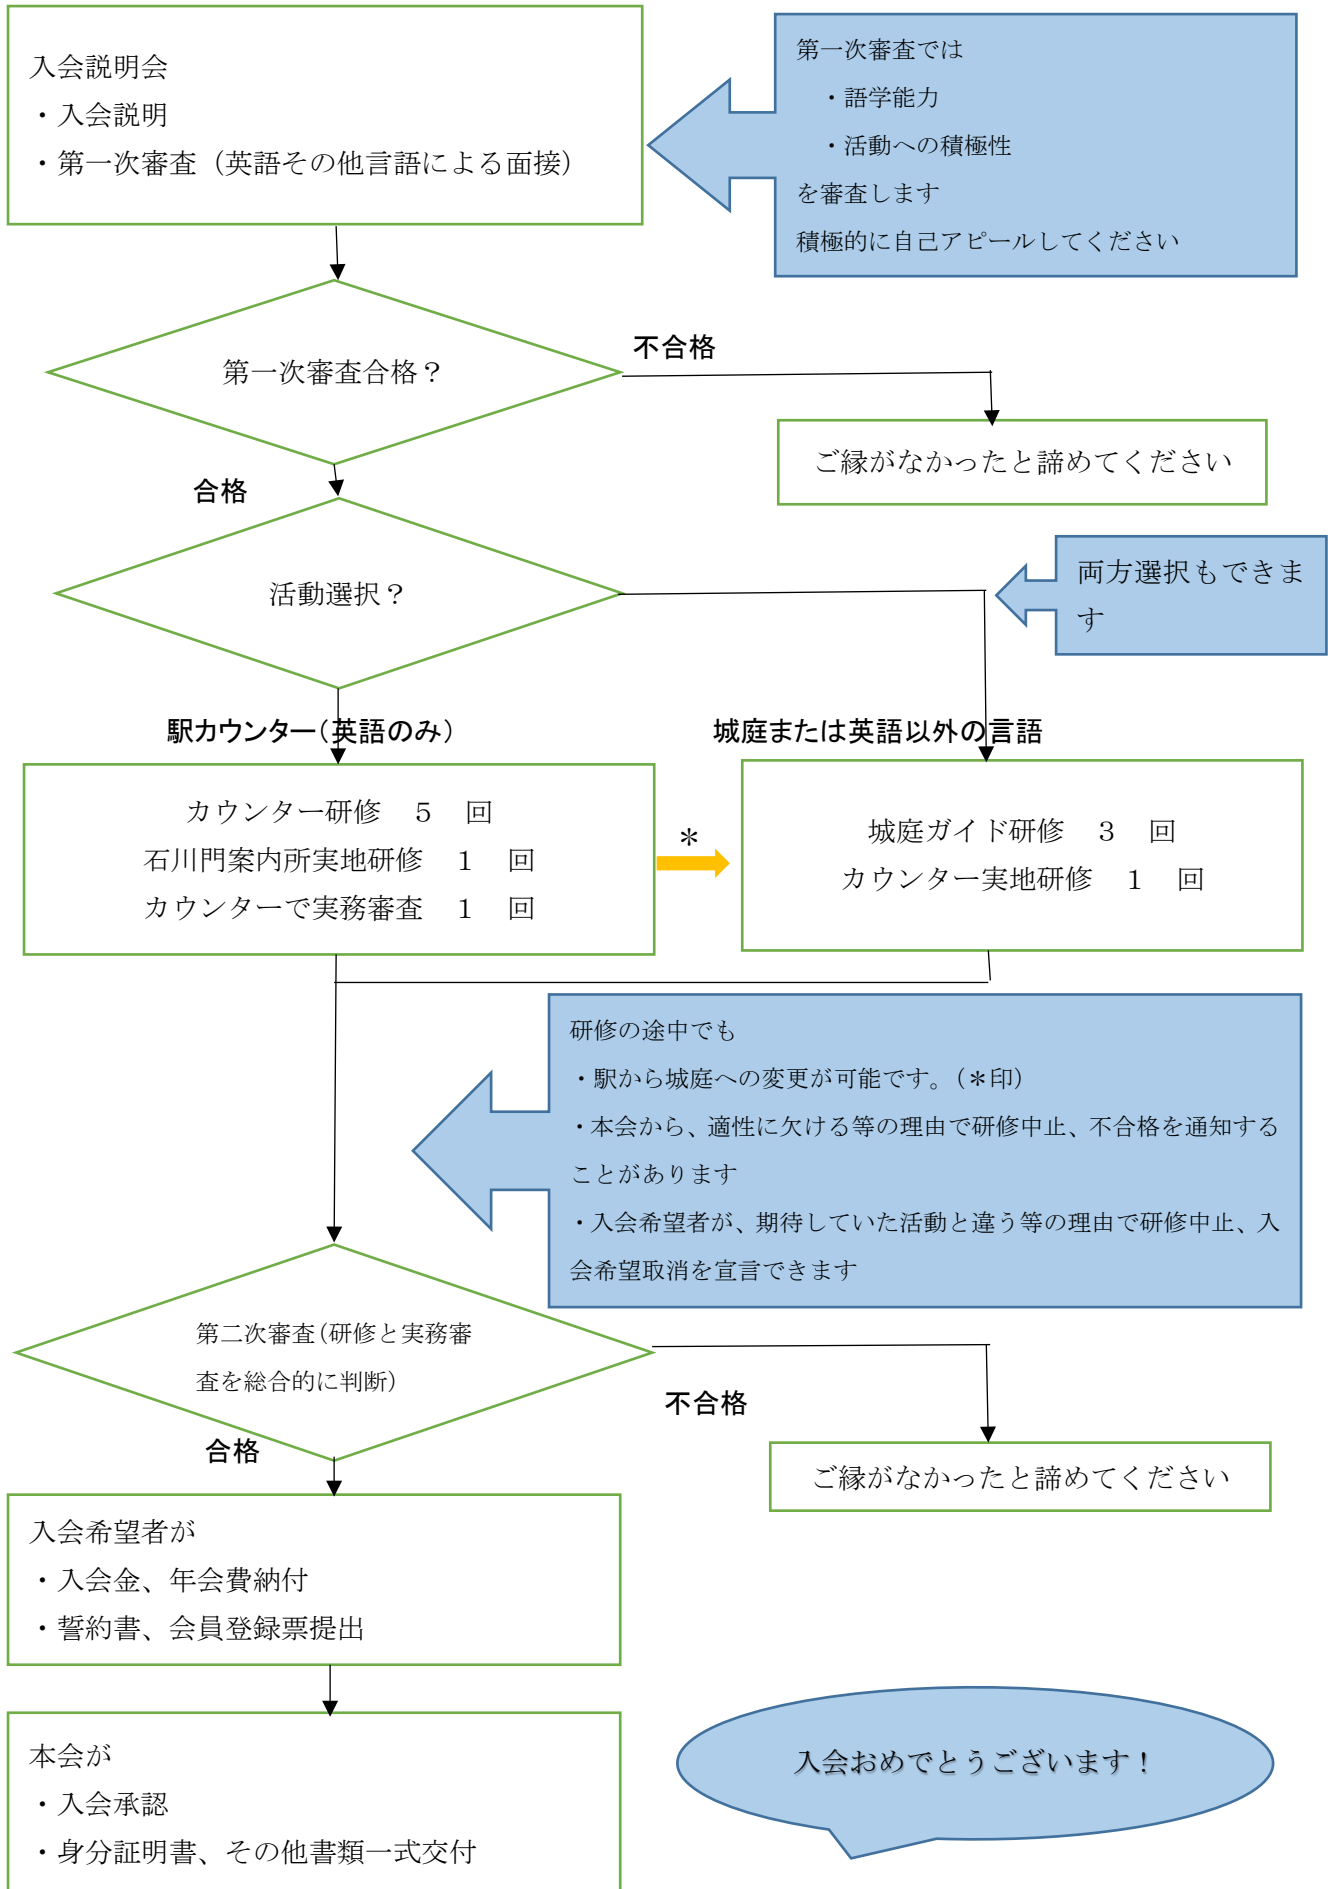 入会説明会
・入会説明
・第一次審査（英語その他言語による面接）
第一次審査では
・語学能力
・活動への積極性
を審査します
積極的に自己アピールしてください
第一次審査合格？
不合格
ご縁がなかったと諦めてください
合格
活動選択？
両方選択もできま
す
駅カウンター（英語のみ）
城庭または英語以外の言語
カウンター研修　５　回
石川門案内所実地研修　１　回
カウンターで実務審査　１　回
＊
城庭ガイド研修　３　回
カウンター実地研修　１　回
研修の途中でも
・駅から城庭への変更が可能です。（＊印）
・本会から、適性に欠ける等の理由で研修中止、不合格を通知する
ことがあります
・入会希望者が、期待していた活動と違う等の理由で研修中止、入
会希望取消を宣言できます
第二次審査（研修と実務審
査を総合的に判断）
不合格
ご縁がなかったと諦めてください
合格
入会希望者が
・入会金、年会費納付
・誓約書、会員登録票提出
本会が
・入会承認
・身分証明書、その他書類一式交付
入会おめでとうございます！